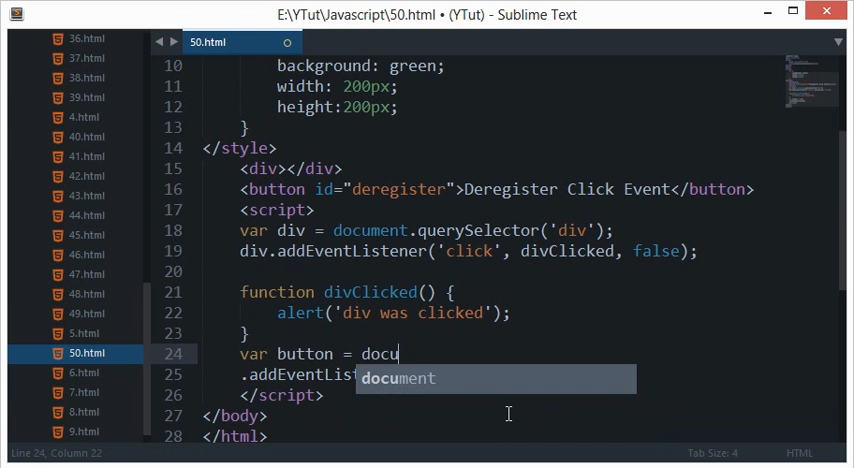 E:\YTut\Javascript\50.html • (YTut) - Sublime Text
36.html
37.html
38.html
39.html
4.html
40.html
41.html
42.html
43.html
44.html
45.html
46.html
47.html
48.html
49.html
5.html
50.html
6.html
7.html
8.html
9.html
50.html
10 background: green;
11 width: 200px;
12 height:200px;
13 }
14 </style>
15 <div></div>
16 <button id="deregister">Deregister Click Event</button>
17 <script>
18 var div = document.querySelector('div');
19 div.addEventListener('click', divClicked, false);
20
21 function divClicked() {
22 alert('div was clicked');
23 }
24 var button = docu
document
25 .addEventList
26 </script>
27 </body>
28 </html>
Line 24, Column 22
Tab Size: 4
HTML